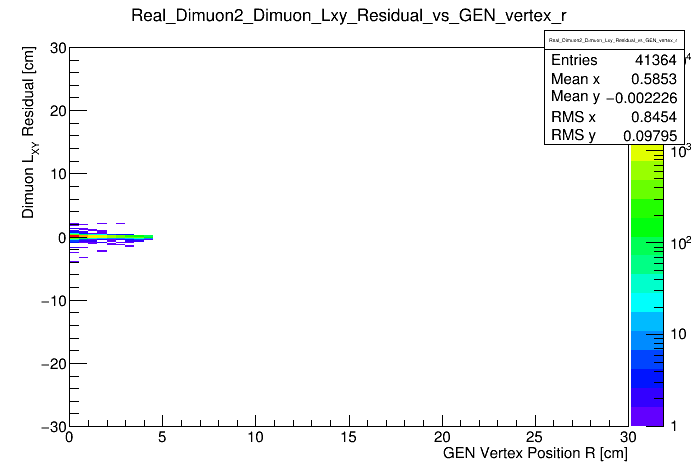 Real_Dimuon2_Dimuon_Lxy_Residual_vs_GEN_vertex_r
Real_Dimuon2_Dimuon_Lxy_Residual_vs_GEN_vertex_r
Entries 41364
Mean x 0.5853
Mean y −0.002226
RMS x 0.8454
RMS y 0.09795
Dimuon LXY Residual [cm]
30
20
10
0
−10
−20
−30
0 5 10 15 20 25 30
GEN Vertex Position R [cm]
4
10³
10²
10
1